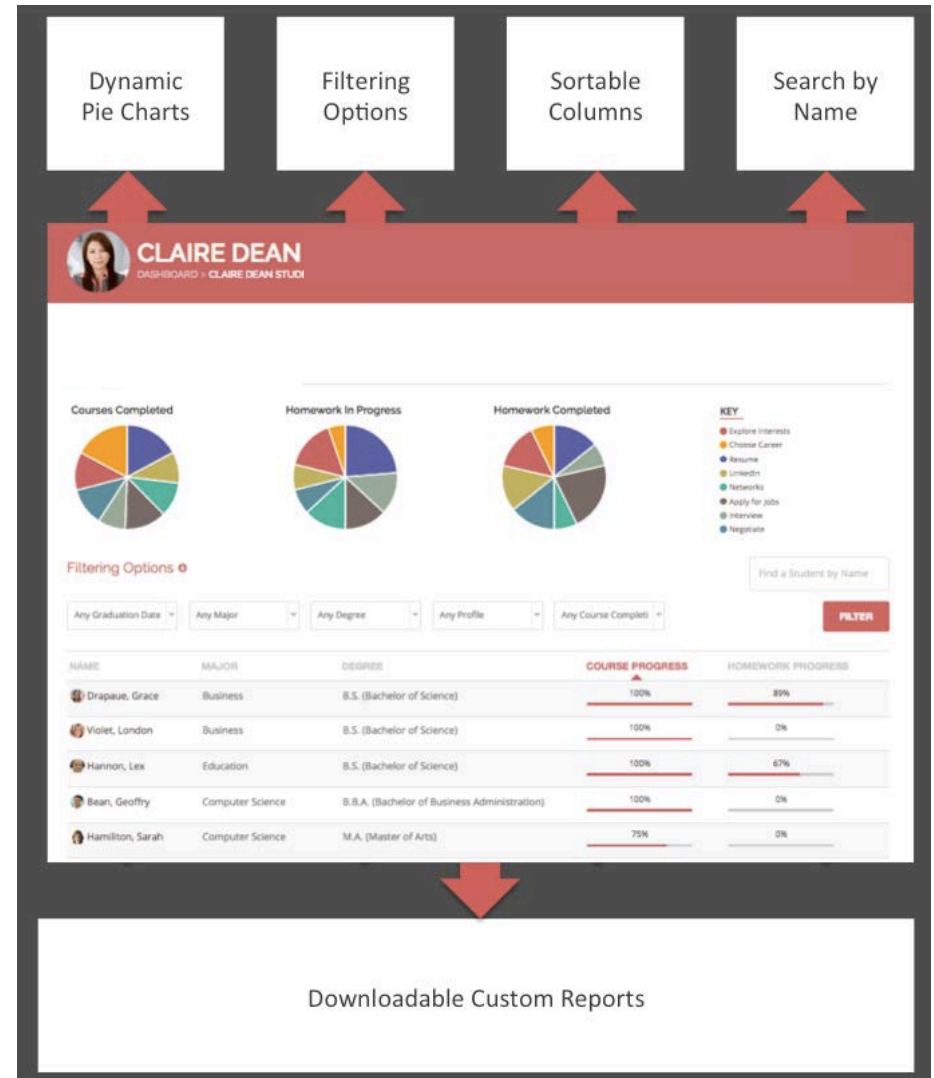 Dynamic
Pie Charts
Filtering
Options
Sortable
Columns
Search by
Name
CLAIRE DEAN
DASHBOARD > CLAIRE DEAN STUDI
Courses Completed
Homework In Progress
Homework Completed
KEY
Explore Interests
Choose Career
Resume
LinkedIn
Networks
Apply for Jobs
Interview
Negotiate
Filtering Options
Find a Student by Name
Any Graduation Date
Any Major
Any Degree
Any Profile
Any Course Completi
FILTER
NAME MAJOR DEGREE COURSE PROGRESS HOMEWORK PROGRESS
Drapaue, Grace Business B.S. (Bachelor of Science) 100% 89%
Violet, London Business B.S. (Bachelor of Science) 100% 0%
Hannon, Lex Education B.S. (Bachelor of Science) 100% 67%
Bean, Geoffry Computer Science B.B.A. (Bachelor of Business Administration) 100% 0%
Hamiliton, Sarah Computer Science M.A. (Master of Arts) 75% 0%
Downloadable Custom Reports